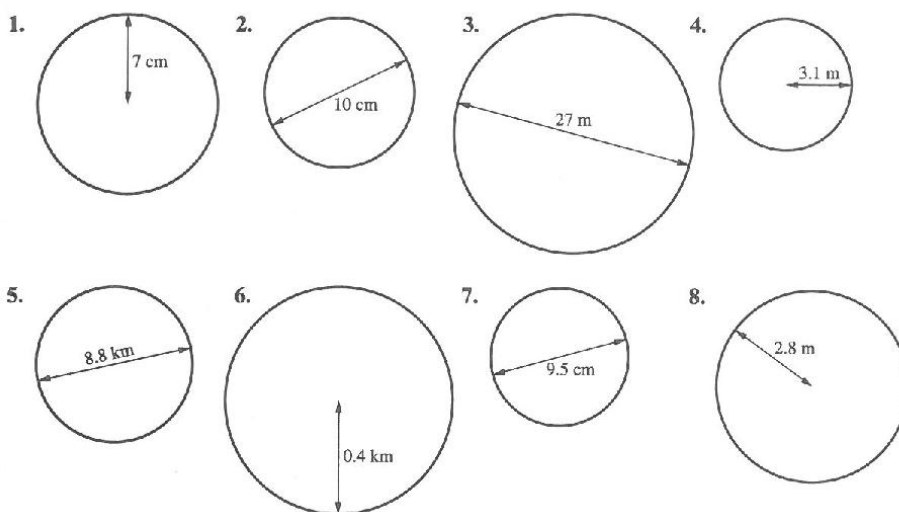 1.
7 cm
2.
10 cm
3.
27 m
4.
3.1 m
5.
8.8 km
6.
0.4 km
7.
9.5 cm
8.
2.8 m